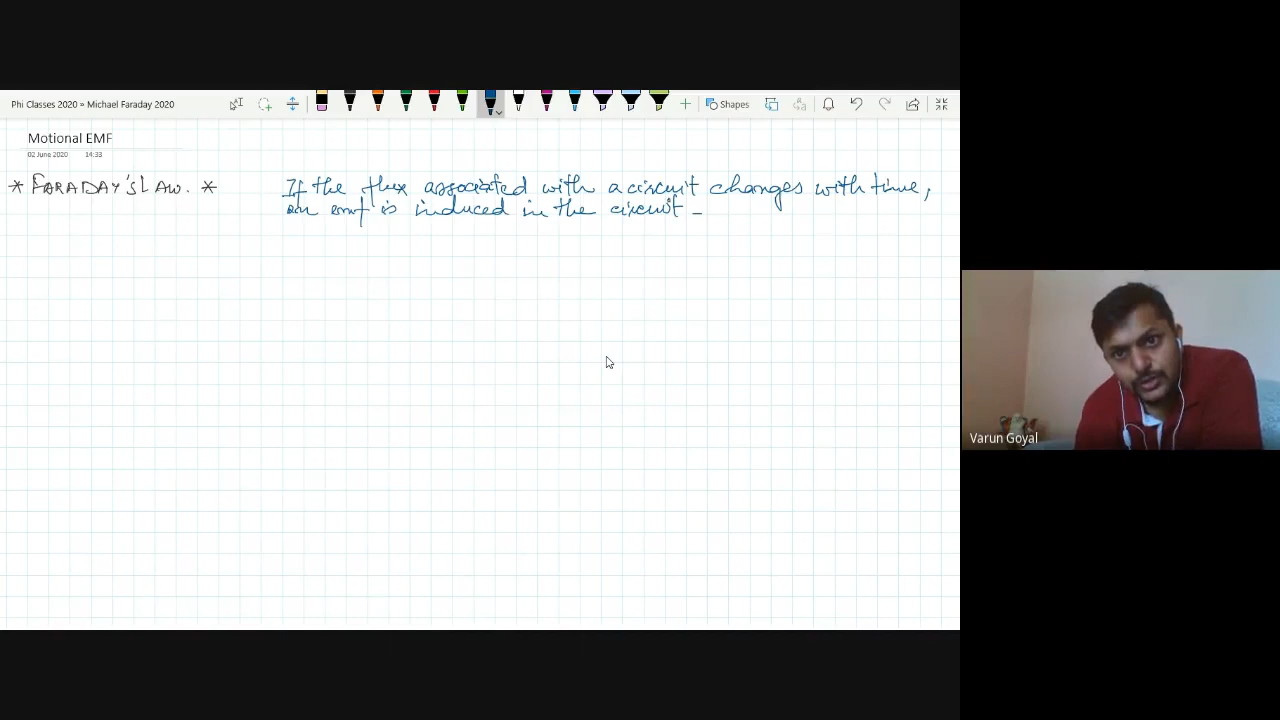 Phi Classes 2020 » Michael Faraday 2020
Shapes
Motional EMF
02 June 2020 14:33
* FARADAY'S LAW. *
If the flux associated with a circuit changes with time,
an emf is induced in the circuit -
Varun Goyal